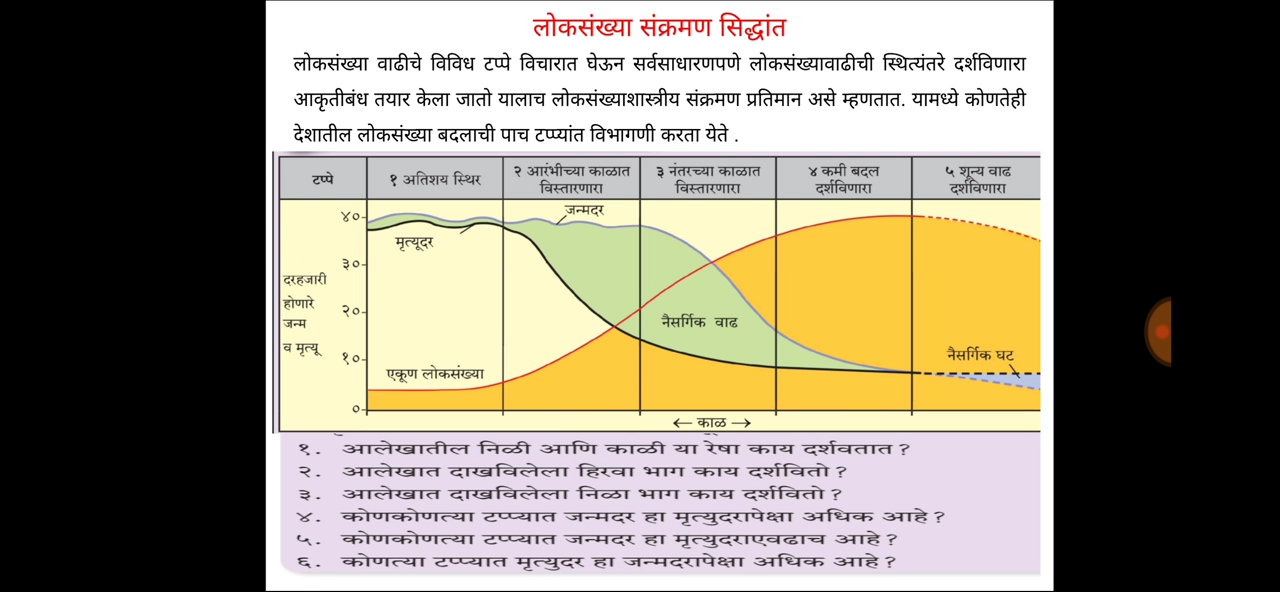 लोकसंख्या संक्रमण सिद्धांत
लोकसंख्या वाढीचे विविध टप्पे विचारात घेऊन सर्वसाधारणपणे लोकसंख्यावाढीची स्थित्यंतरे दर्शविणारा
आकृतीबंध तयार केला जातो यालाच लोकसंख्याशास्त्रीय संक्रमण प्रतिमान असे म्हणतात. यामध्ये कोणतेही
देशातील लोकसंख्या बदलाची पाच टप्प्यांत विभागणी करता येते .
टप्पे
१ अतिशय स्थिर
२ आरंभीच्या काळात
विस्तारणारा
३ नंतरच्या काळात
विस्तारणारा
४ कमी बदल
दर्शविणारा
५ शून्य वाढ
दर्शविणारा
दरहजारी
होणारे
जन्म
व मृत्यू
४०
३०
२०
१०
०
जन्मदर
मृत्यूदर
नैसर्गिक वाढ
नैसर्गिक घट
एकूण लोकसंख्या
← काळ →
१. आलेखातील निळी आणि काळी या रेषा काय दर्शवतात ?
२. आलेखात दाखविलेला हिरवा भाग काय दर्शवितो ?
३. आलेखात दाखविलेला निळा भाग काय दर्शवितो ?
४. कोणकोणत्या टप्प्यात जन्मदर हा मृत्युदरापेक्षा अधिक आहे ?
५. कोणकोणत्या टप्प्यात जन्मदर हा मृत्युदराएवढाच आहे ?
६. कोणत्या टप्प्यात मृत्युदर हा जन्मदरापेक्षा अधिक आहे ?